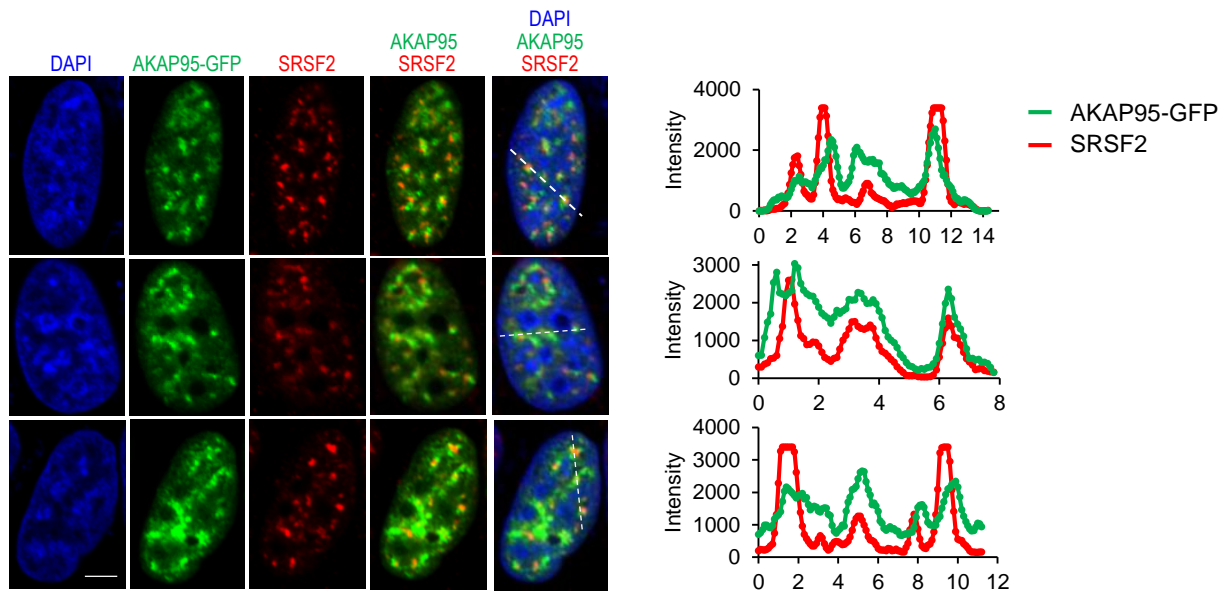 DAPI
AKAP95-GFP
SRSF2
AKAP95
SRSF2
DAPI
AKAP95
SRSF2
Intensity
4000
2000
0
0 2 4 6 8 10 12 14
AKAP95-GFP
SRSF2
Intensity
3000
2000
1000
0
0 2 4 6 8
Intensity
4000
3000
2000
1000
0
0 2 4 6 8 10 12